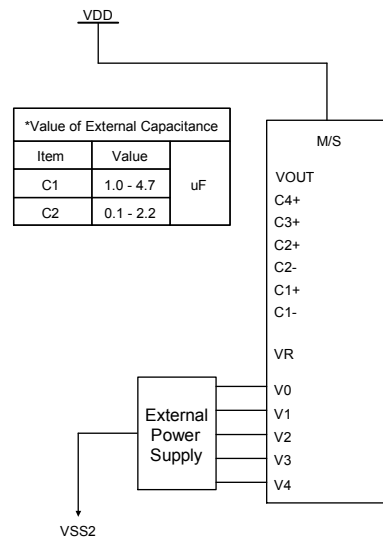 VDD
*Value of External Capacitance
Item Value
C1 1.0 - 4.7 uF
C2 0.1 - 2.2
M/S
VOUT
C4+
C3+
C2+
C2-
C1+
C1-
VR
V0
V1
V2
V3
V4
External
Power
Supply
VSS2